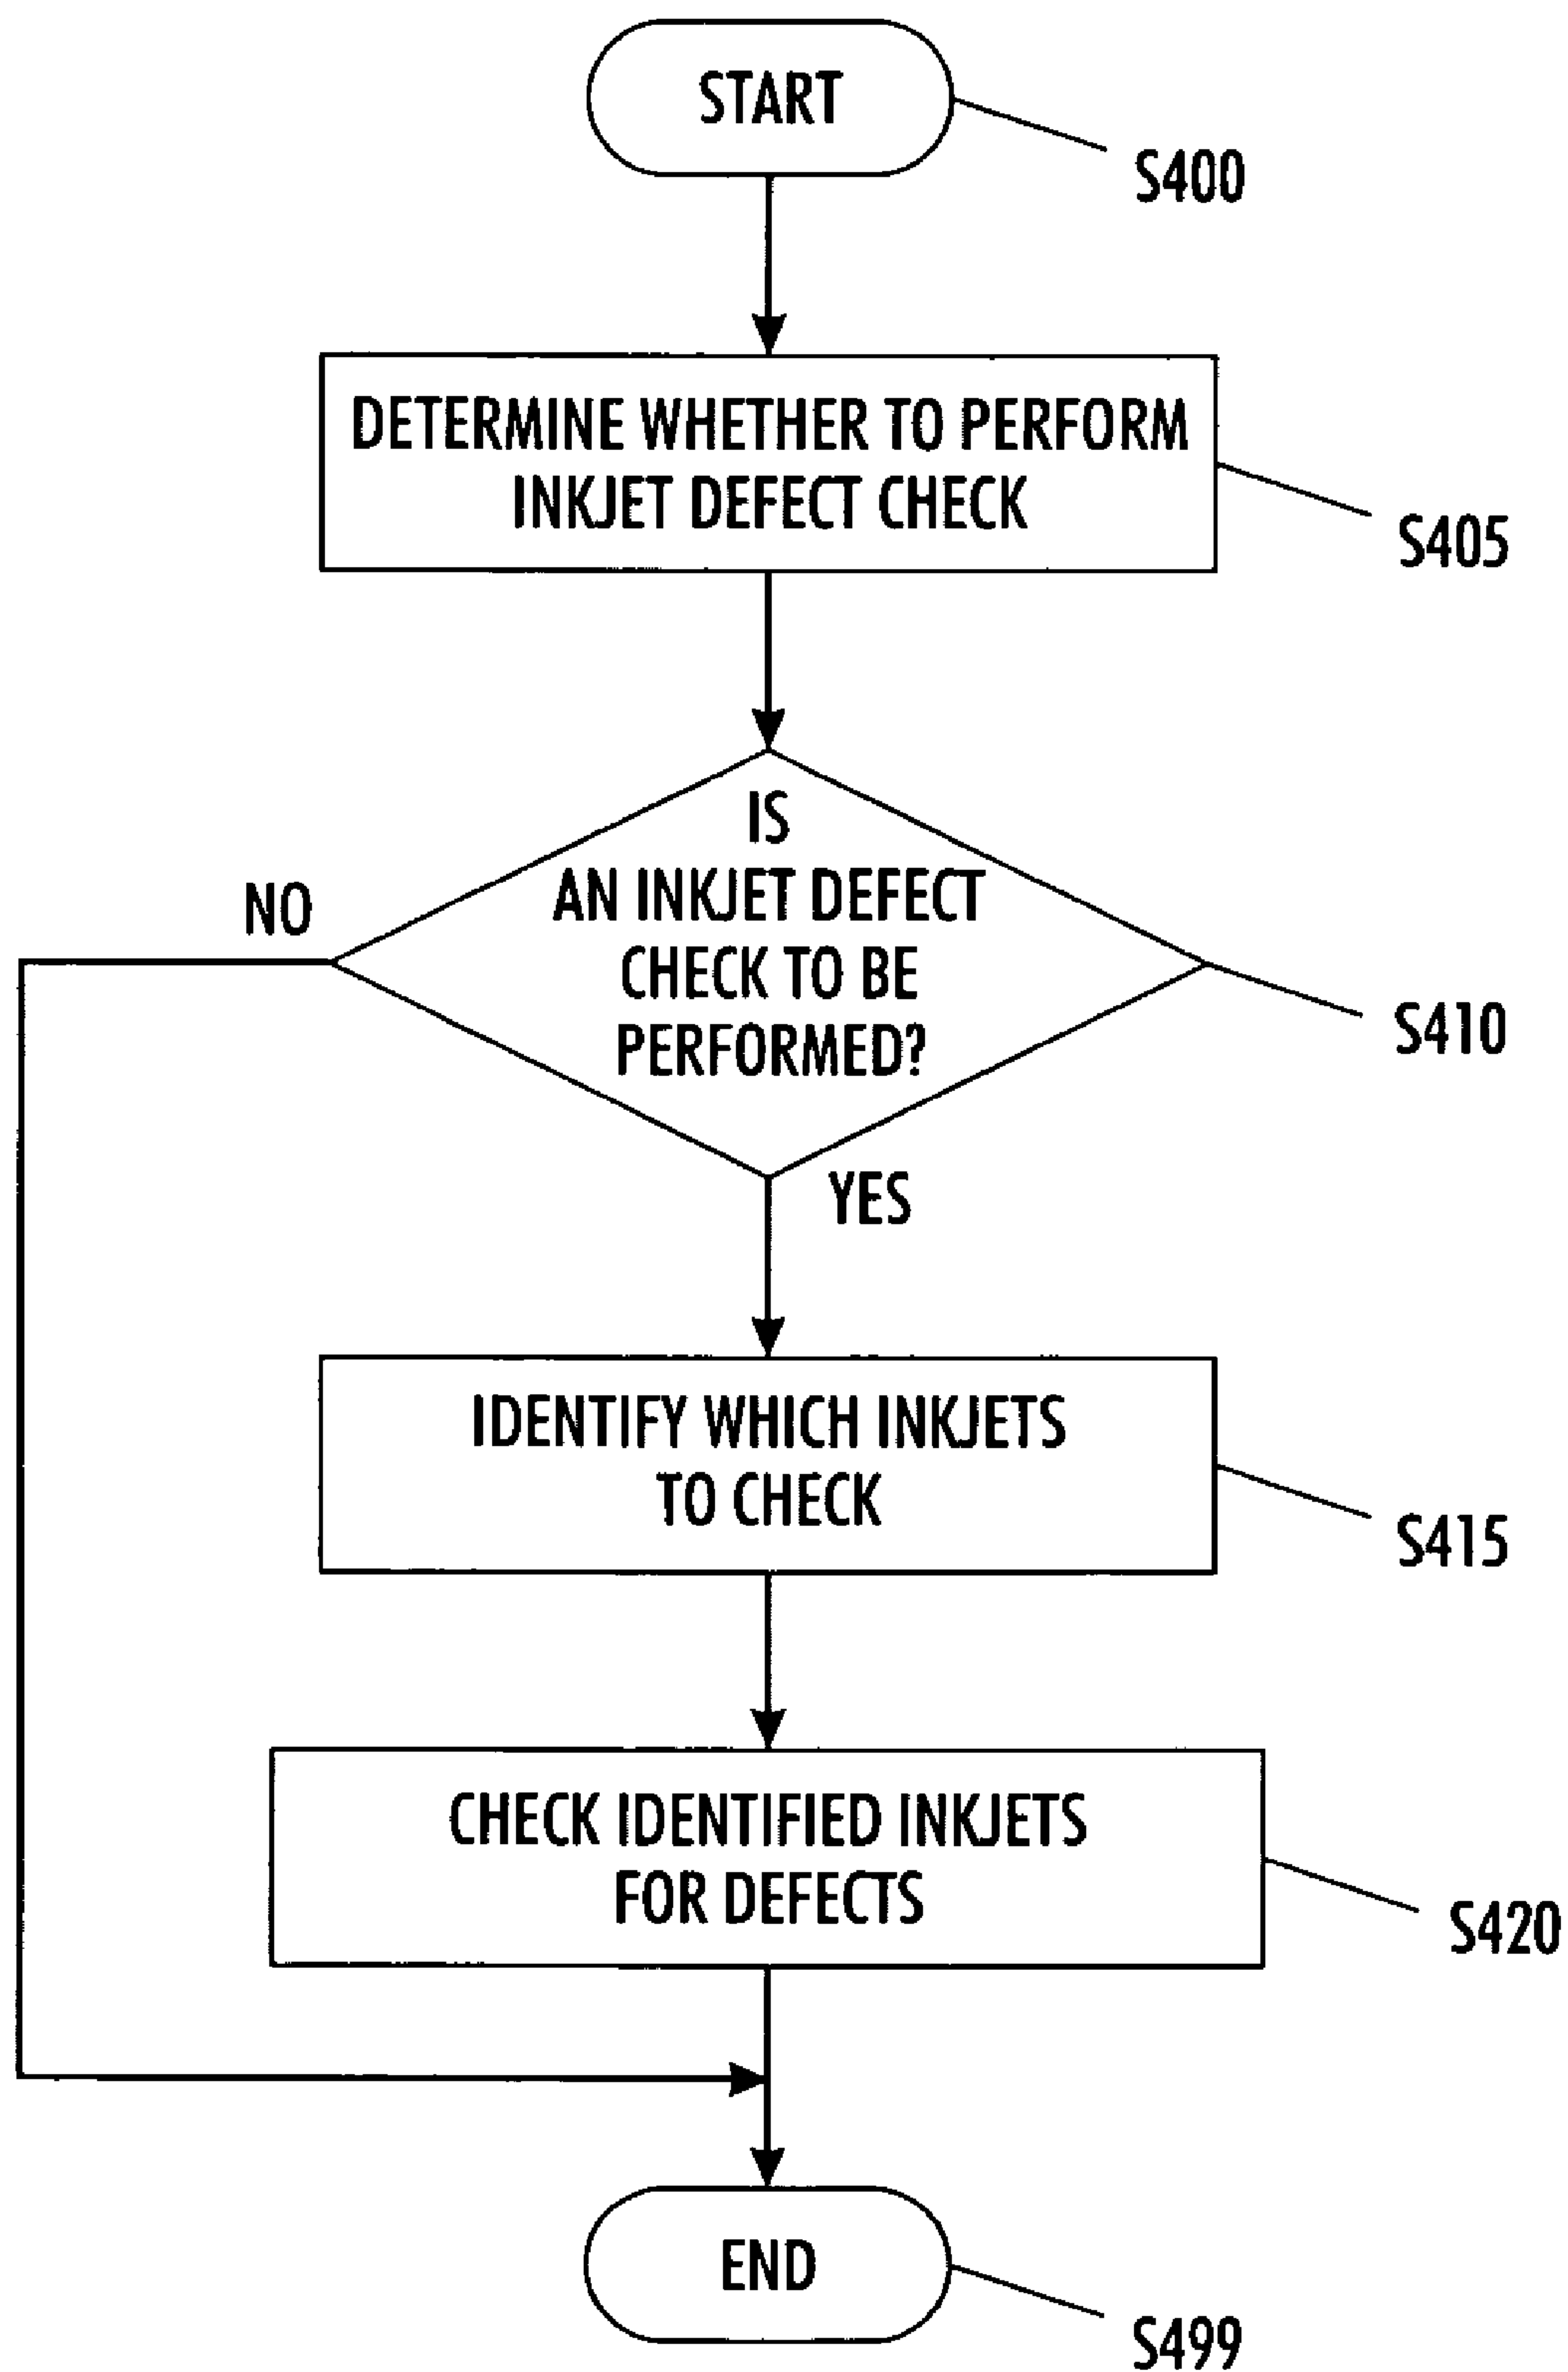 START
S400
DETERMINE WHETHER TO PERFORM
INKJET DEFECT CHECK
S405
IS
AN INKJET DEFECT
CHECK TO BE
PERFORMED?
NO
S410
YES
IDENTIFY WHICH INKJETS
TO CHECK
S415
CHECK IDENTIFIED INKJETS
FOR DEFECTS
S420
END
S499